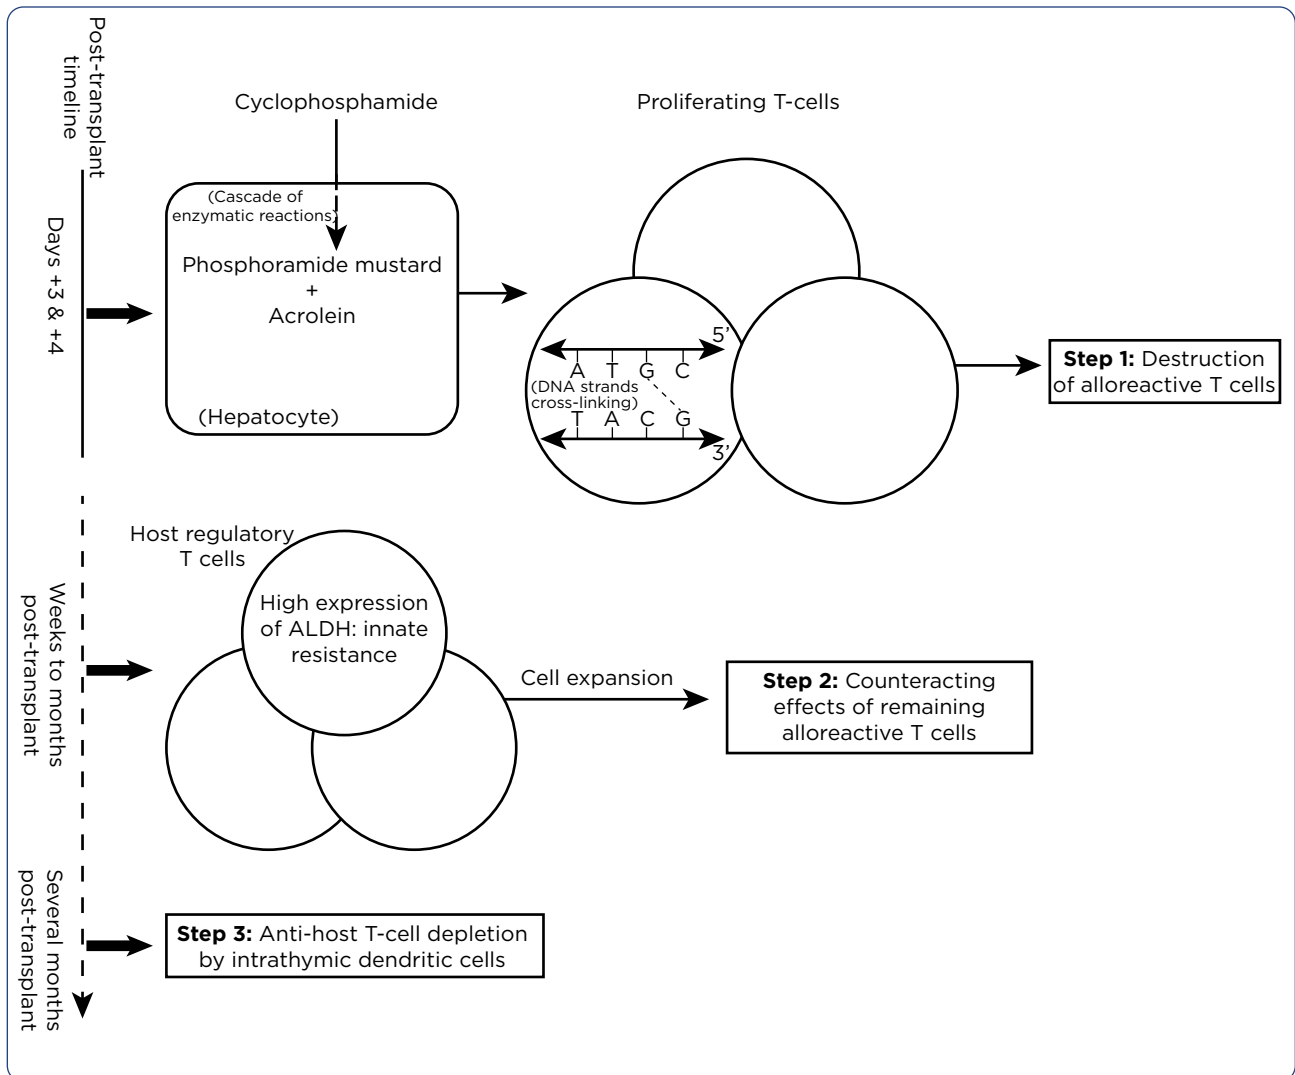 Post-transplant
timeline
Days +3 & +4
Cyclophosphamide
(Cascade of
enzymatic reactions)
Phosphoramide mustard
+
Acrolein
(Hepatocyte)
Proliferating T-cells
5’
A T G C
(DNA strands
cross-linking)
T A C G
3’
Step 1: Destruction
of alloreactive T cells
Weeks to months
post-transplant
Host regulatory
T cells
High expression
of ALDH: innate
resistance
Cell expansion
Step 2: Counteracting
effects of remaining
alloreactive T cells
Several months
post-transplant
Step 3: Anti-host T-cell depletion
by intrathymic dendritic cells